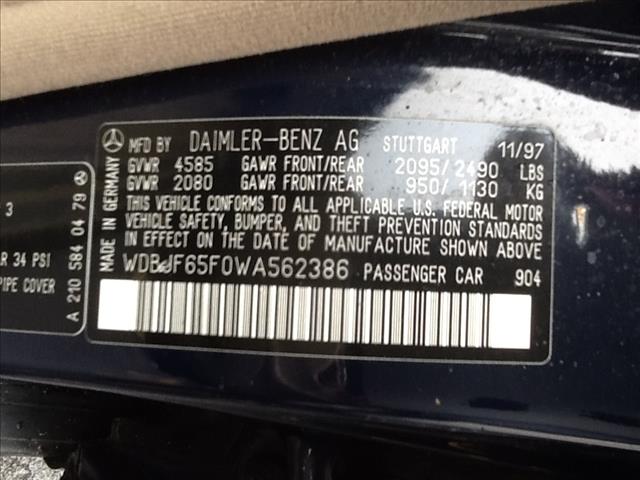 MFD BY DAIMLER-BENZ AG STUTTGART 11/97
GVWR 4585 GAWR FRONT/REAR 2095/2490 LBS
GVWR 2080 GAWR FRONT/REAR 950/1130 KG
THIS VEHICLE CONFORMS TO ALL APPLICABLE U.S. FEDERAL MOTOR
VEHICLE SAFETY, BUMPER, AND THEFT PREVENTION STANDARDS
IN EFFECT ON THE DATE OF MANUFACTURE SHOWN ABOVE.
WDBJF65F0WA562386 PASSENGER CAR 904
MADE IN GERMANY
A 210 584 04 79
3
R 34 PSI
PIPE COVER